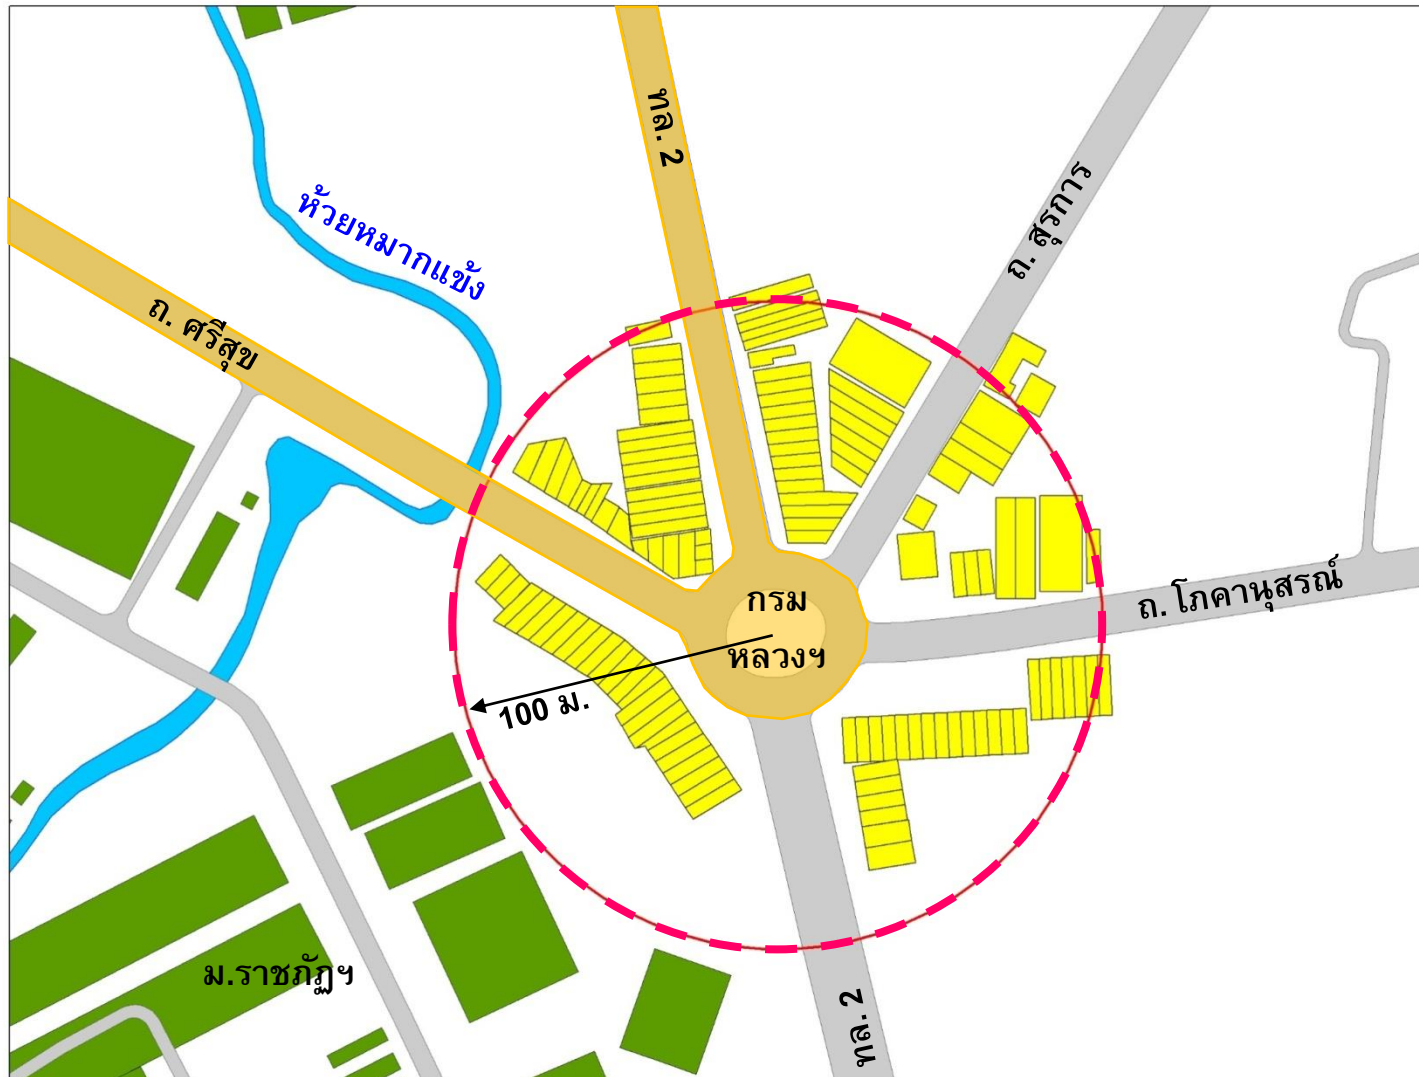 ทล. 2
ถ. สุรการ
ห้วยหมากแข้ง
ถ. ศรีสุข
กรม
หลวงฯ
ถ. โภคานุสรณ์
100 ม.
ม.ราชภัฏฯ
ทล. 2